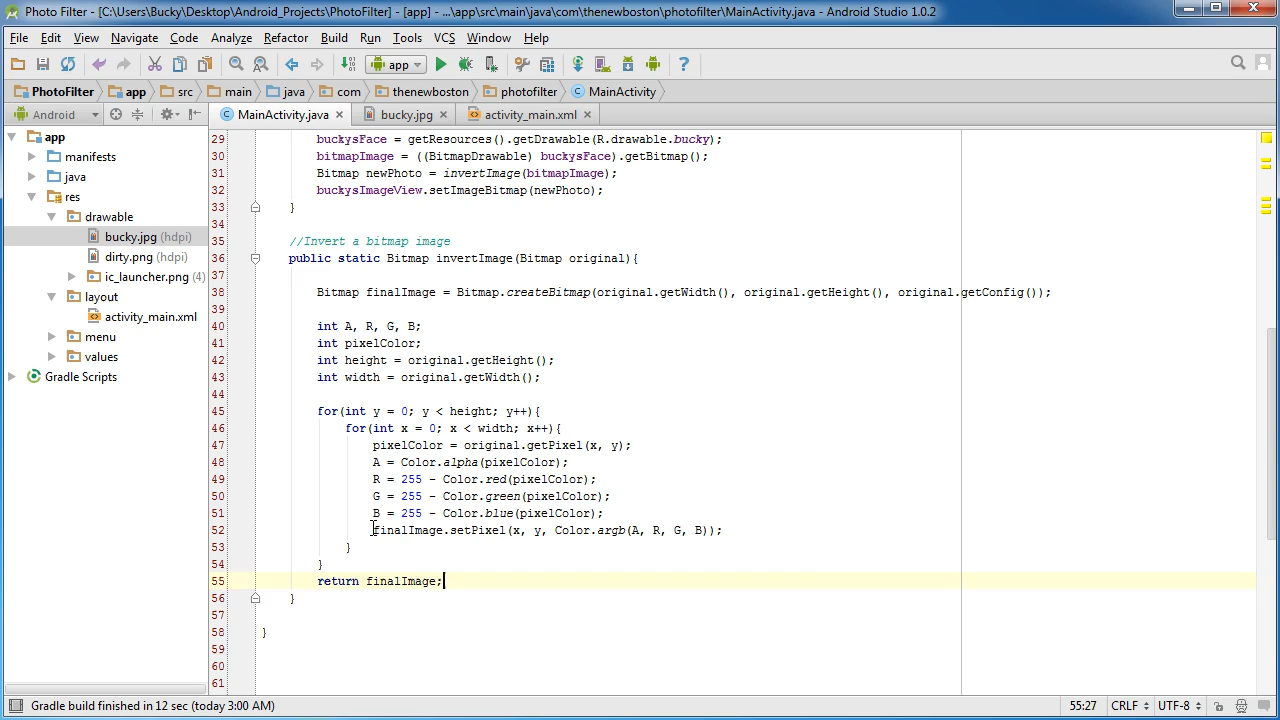 Photo Filter - [C:\Users\Bucky\Desktop\Android_Projects\PhotoFilter] - [app] - ...\app\src\main\java\com\thenewboston\photofilter\MainActivity.java - Android Studio 1.0.2
File Edit View Navigate Code Analyze Refactor Build Run Tools VCS Window Help
app
PhotoFilter app src main java com thenewboston photofilter MainActivity
Android MainActivity.java bucky.jpg activity_main.xml
app
manifests
java
res
drawable
bucky.jpg (hdpi)
dirty.png (hdpi)
ic_launcher.png (4)
layout
activity_main.xml
menu
values
Gradle Scripts
29 buckysFace = getResources().getDrawable(R.drawable.bucky);
30 bitmapImage = ((BitmapDrawable) buckysFace).getBitmap();
31 Bitmap newPhoto = invertImage(bitmapImage);
32 buckysImageView.setImageBitmap(newPhoto);
33 }
34
35 //Invert a bitmap image
36 public static Bitmap invertImage(Bitmap original){
37
38 Bitmap finalImage = Bitmap.createBitmap(original.getWidth(), original.getHeight(), original.getConfig());
39
40 int A, R, G, B;
41 int pixelColor;
42 int height = original.getHeight();
43 int width = original.getWidth();
44
45 for(int y = 0; y < height; y++){
46 for(int x = 0; x < width; x++){
47 pixelColor = original.getPixel(x, y);
48 A = Color.alpha(pixelColor);
49 R = 255 - Color.red(pixelColor);
50 G = 255 - Color.green(pixelColor);
51 B = 255 - Color.blue(pixelColor);
52 finalImage.setPixel(x, y, Color.argb(A, R, G, B));
53 }
54 }
55 return finalImage;
56 }
57
58 }
59
60
61
Gradle build finished in 12 sec (today 3:00 AM) 55:27 CRLF UTF-8